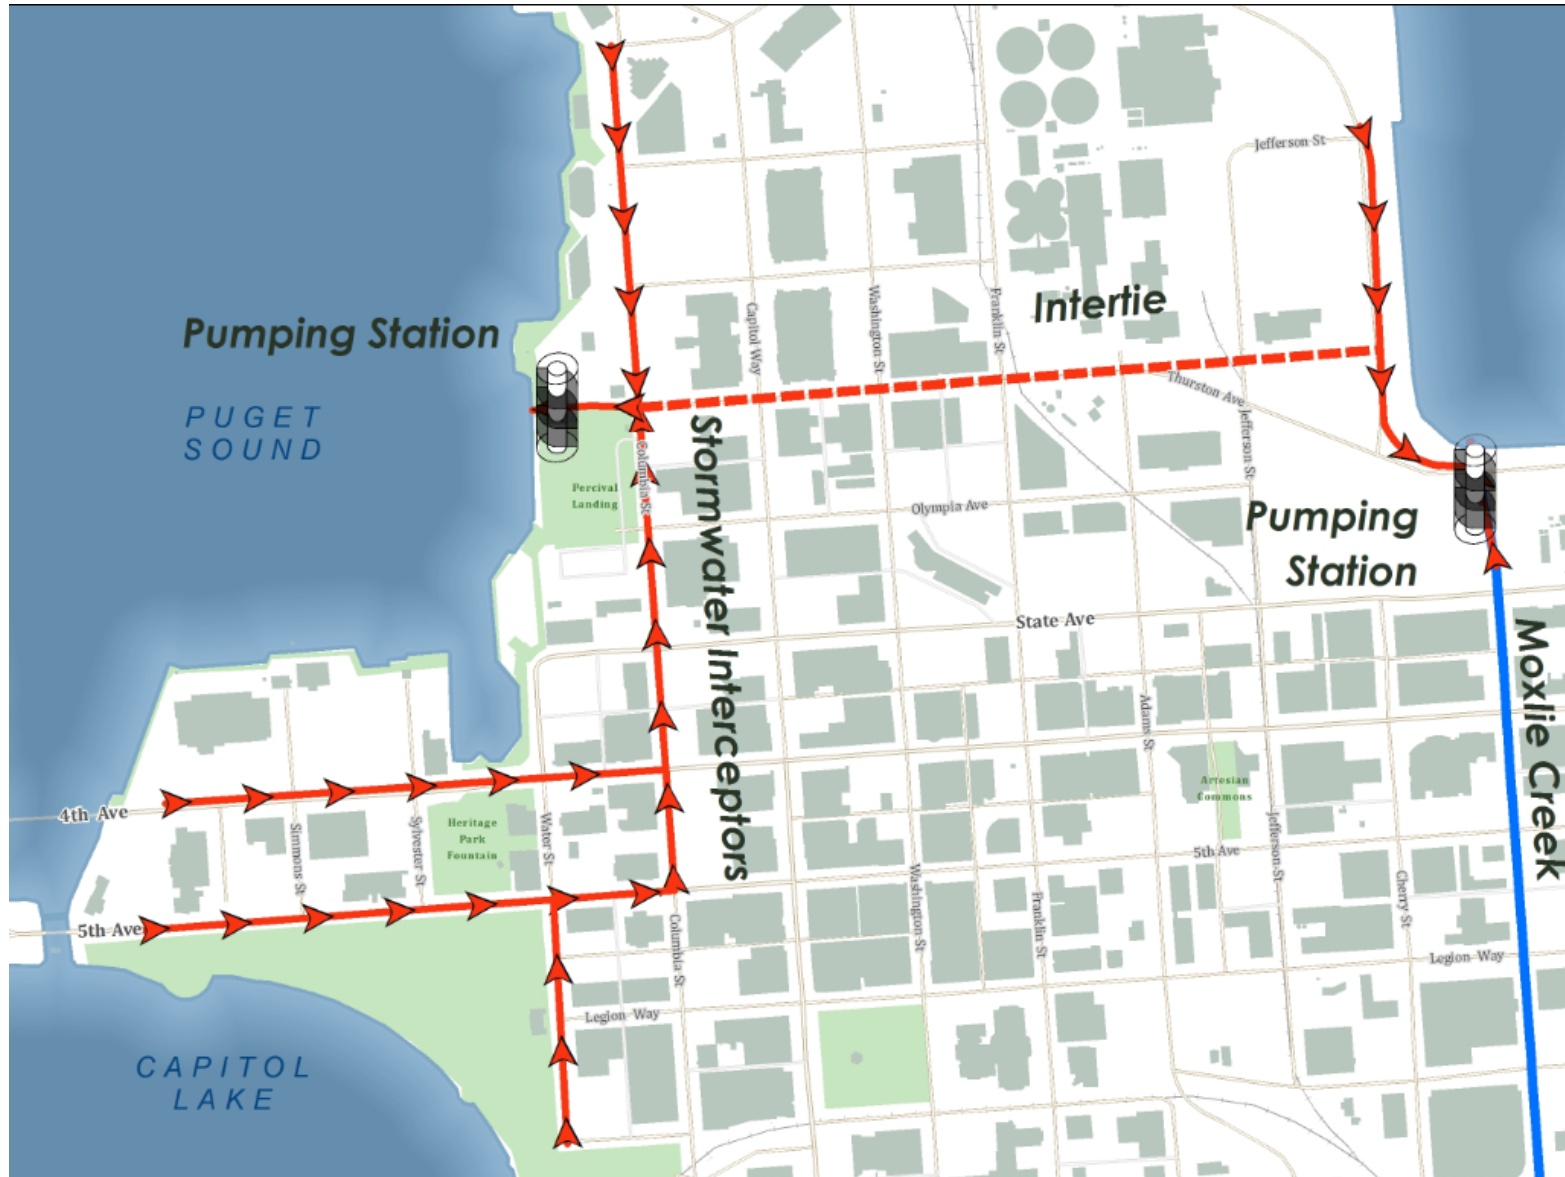 Jefferson St
Intertie
Pumping Station
Capitol Way
Washington St
Franklin St
PUGET
SOUND
Thurston Ave
Jefferson St
Columbia St
Percival
Landing
Stormwater Interceptors
Olympia Ave
Pumping
Station
State Ave
Moxlie Creek
Adams St
Artesian
Commons
4th Ave
Simmons St
Sylvester St
Heritage
Park
Fountain
Water St
Jefferson St
5th Ave
Washington St
Franklin St
Cherry St
5th Ave
Columbia St
Legion Way
Legion Way
CAPITOL
LAKE